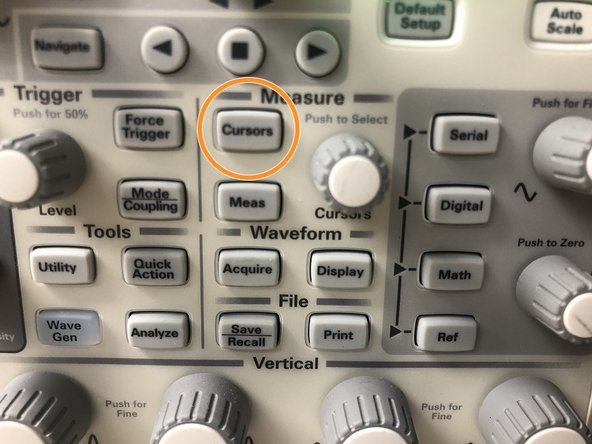 Default
Setup
Auto
Scale
Navigate
Trigger
Measure
Push for 50%
Force
Trigger
Cursors
Push to Select
Push for
Serial
Level
Mode
Coupling
Meas
Cursors
Digital
Tools
Waveform
Push to Zero
Utility
Quick
Action
Acquire
Display
Math
File
Wave
Gen
Analyze
Save
Recall
Print
Ref
Vertical
Push for
Fine
Push for
Fine